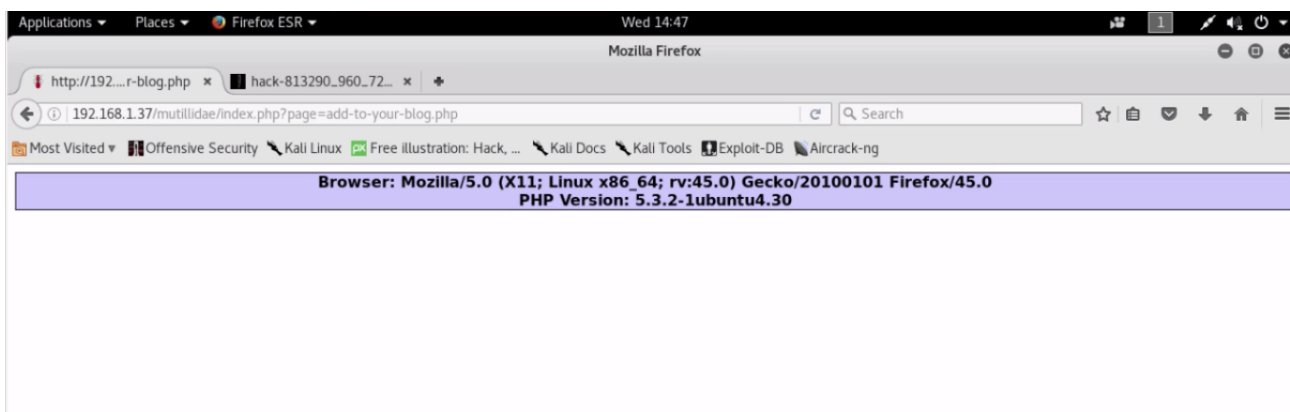 Applications Places Firefox ESR Wed 14:47 1
Mozilla Firefox
http://192....r-blog.php hack-813290_960_72...
192.168.1.37/mutillidae/index.php?page=add-to-your-blog.php Search
Most Visited Offensive Security Kali Linux px Free illustration: Hack, ... Kali Docs Kali Tools Exploit-DB Aircrack-ng
Browser: Mozilla/5.0 (X11; Linux x86_64; rv:45.0) Gecko/20100101 Firefox/45.0
PHP Version: 5.3.2-1ubuntu4.30